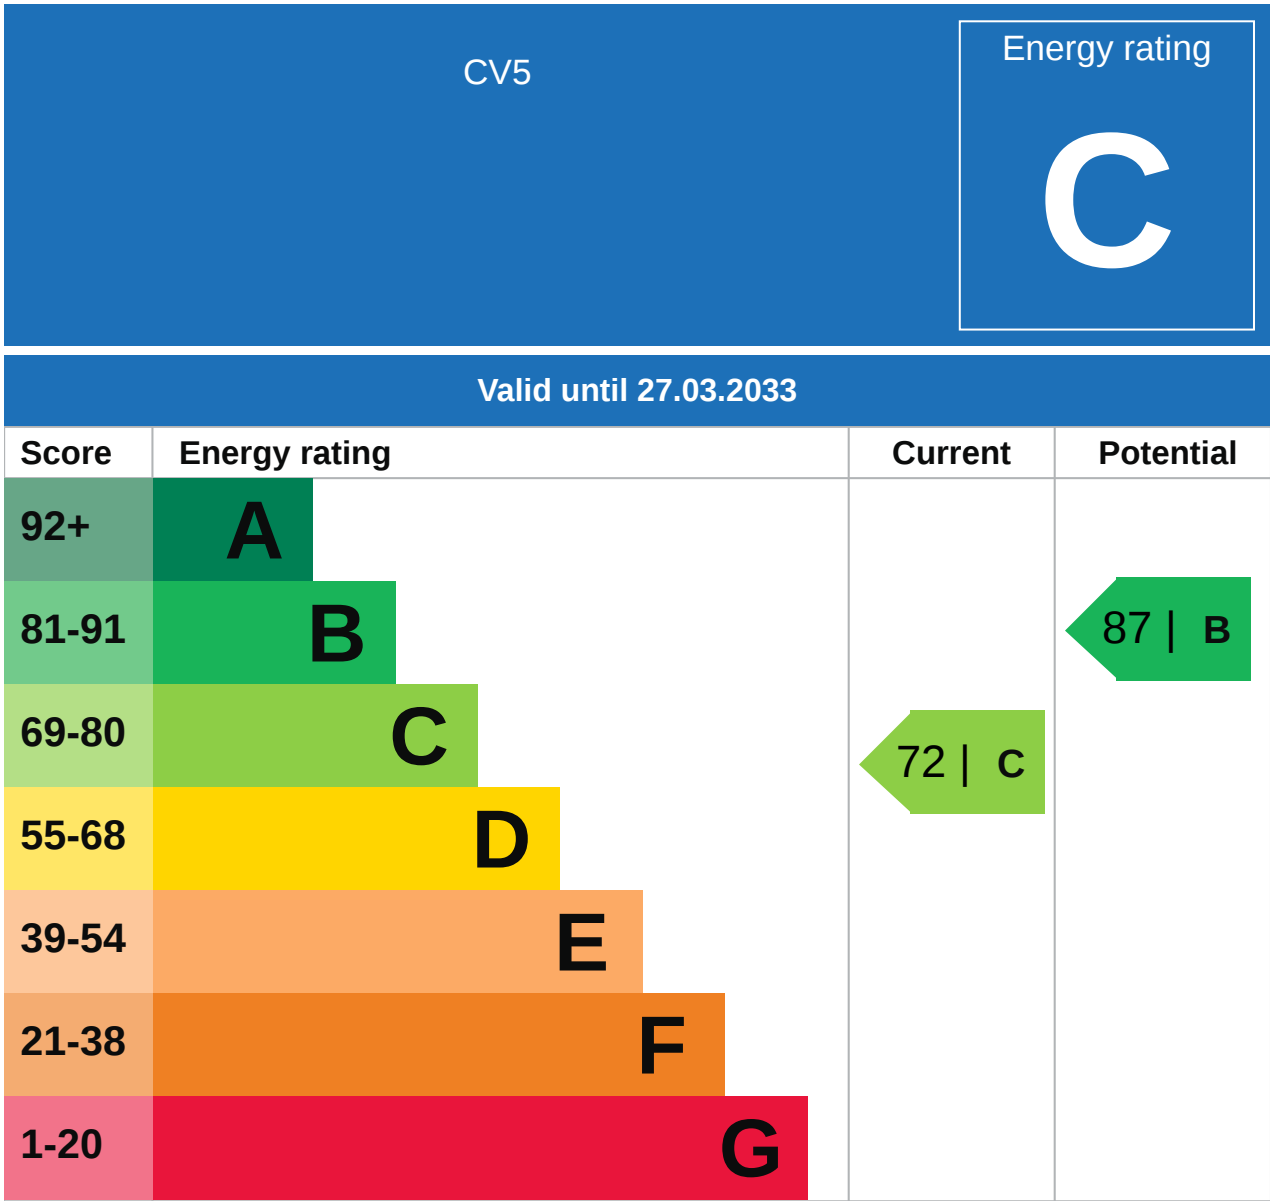 CV5
Energy rating
C
Valid until 27.03.2033
Score Energy rating Current Potential
92+ A
81-91 B 87 | B
69-80 C 72 | C
55-68 D
39-54 E
21-38 F
1-20 G